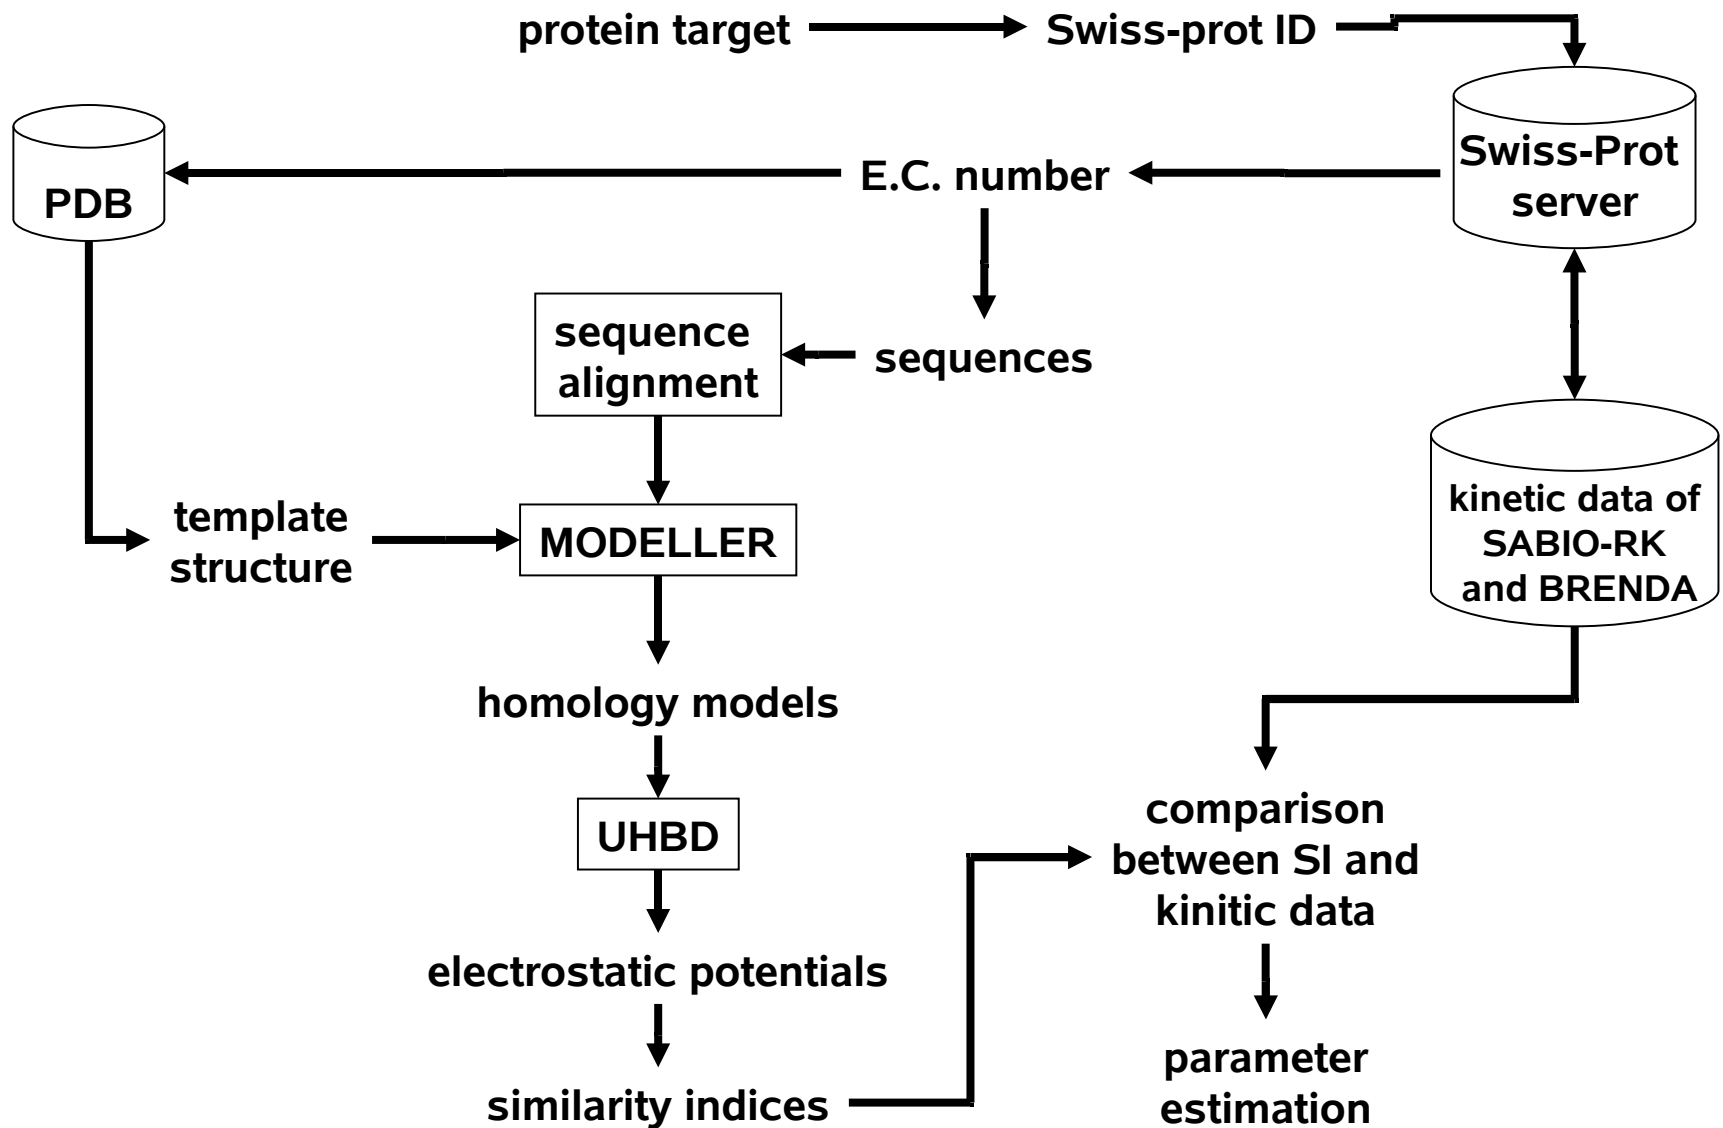 protein target
Swiss-prot ID
Swiss-Prot
server
E.C. number
PDB
sequence
alignment
sequences
kinetic data of
SABIO-RK
and BRENDA
template
structure
MODELLER
homology models
UHBD
comparison
between SI and
kinitic data
electrostatic potentials
parameter
estimation
similarity indices